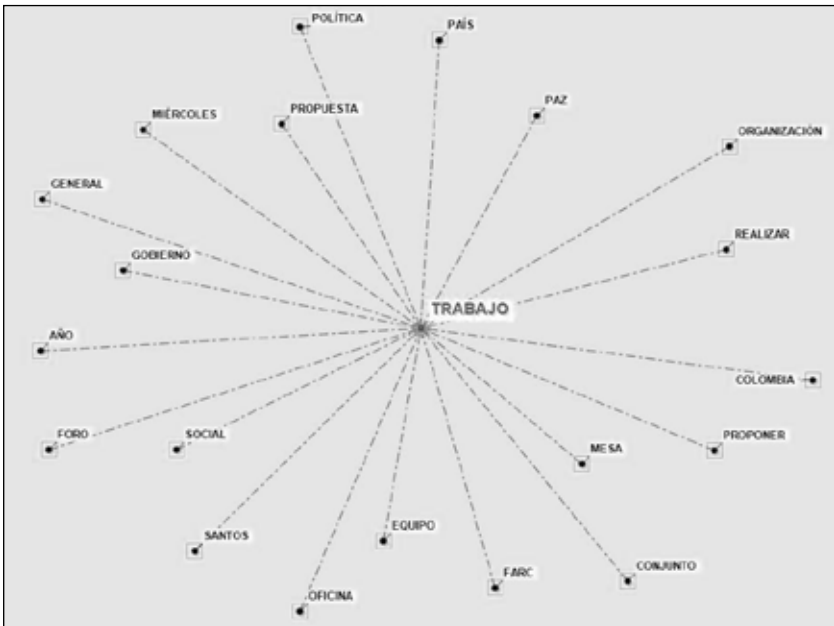 POLÍTICA
PAÍS
PAZ
MIÉRCOLES
PROPUESTA
ORGANIZACIÓN
GENERAL
REALIZAR
GOBIERNO
TRABAJO
AÑO
COLOMBIA
FORO
SOCIAL
MESA
PROPONER
SANTOS
EQUIPO
FARC
CONJUNTO
OFICINA